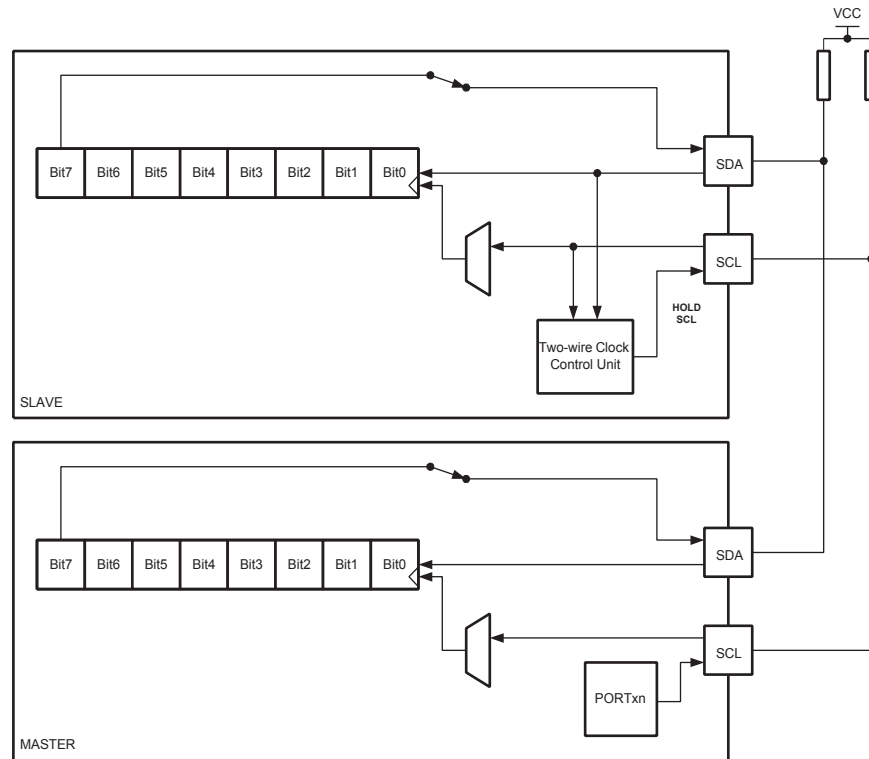 VCC
Bit7 Bit6 Bit5 Bit4 Bit3 Bit2 Bit1 Bit0
SDA
SCL
HOLD
SCL
Two-wire Clock
Control Unit
SLAVE
Bit7 Bit6 Bit5 Bit4 Bit3 Bit2 Bit1 Bit0
SDA
SCL
PORTxn
MASTER